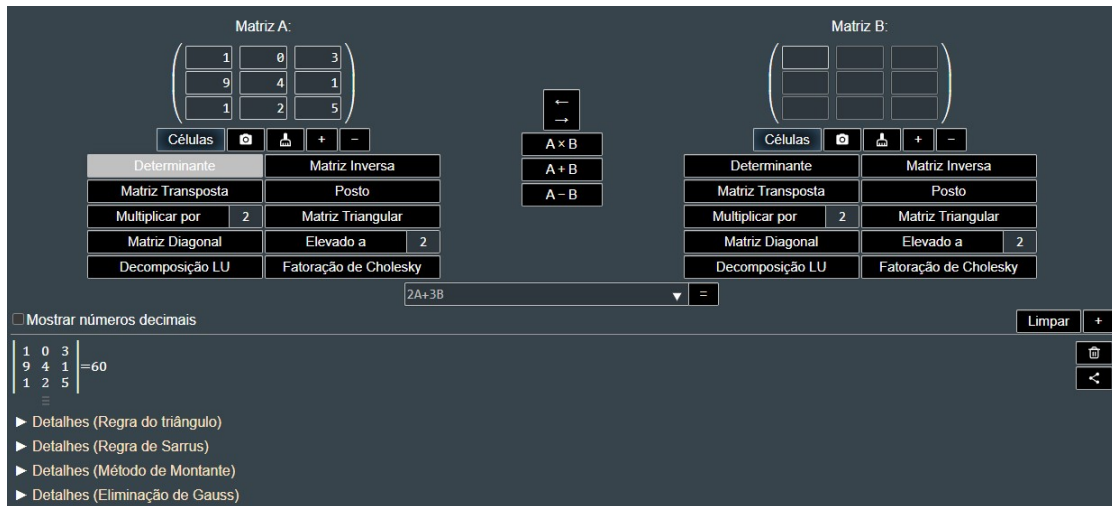 Matriz A: Matriz B:
1 0 3
9 4 1
1 2 5
←
→
Células + − A × B Células + −
Determinante Matriz Inversa A + B Determinante Matriz Inversa
Matriz Transposta Posto A − B Matriz Transposta Posto
Multiplicar por 2 Matriz Triangular Multiplicar por 2 Matriz Triangular
Matriz Diagonal Elevado a 2 Matriz Diagonal Elevado a 2
Decomposição LU Fatoração de Cholesky Decomposição LU Fatoração de Cholesky
2A+3B ▼ =
Mostrar números decimais Limpar +
1 0 3
9 4 1 =60
1 2 5
► Detalhes (Regra do triângulo)
► Detalhes (Regra de Sarrus)
► Detalhes (Método de Montante)
► Detalhes (Eliminação de Gauss)